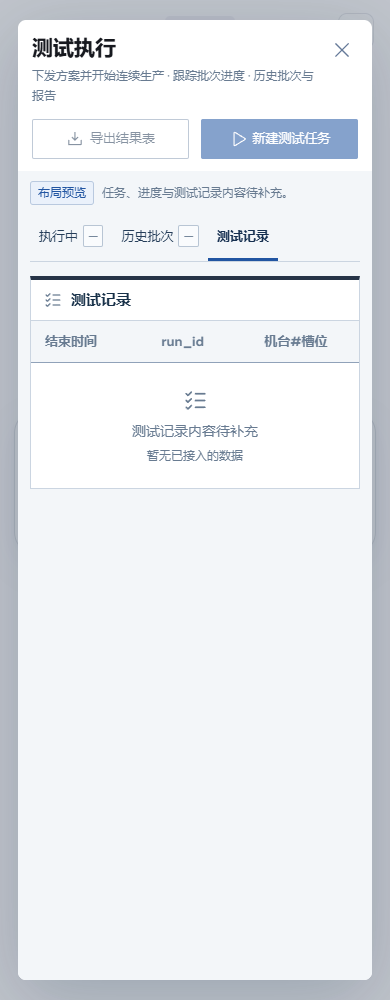 测试执行
下发方案并开始连续生产 · 跟踪批次进度 · 历史批次与
报告
导出结果表
新建测试任务
布局预览 任务、进度与测试记录内容待补充。
执行中 — 历史批次 — 测试记录
测试记录
结束时间 run_id 机台#槽位
测试记录内容待补充
暂无已接入的数据